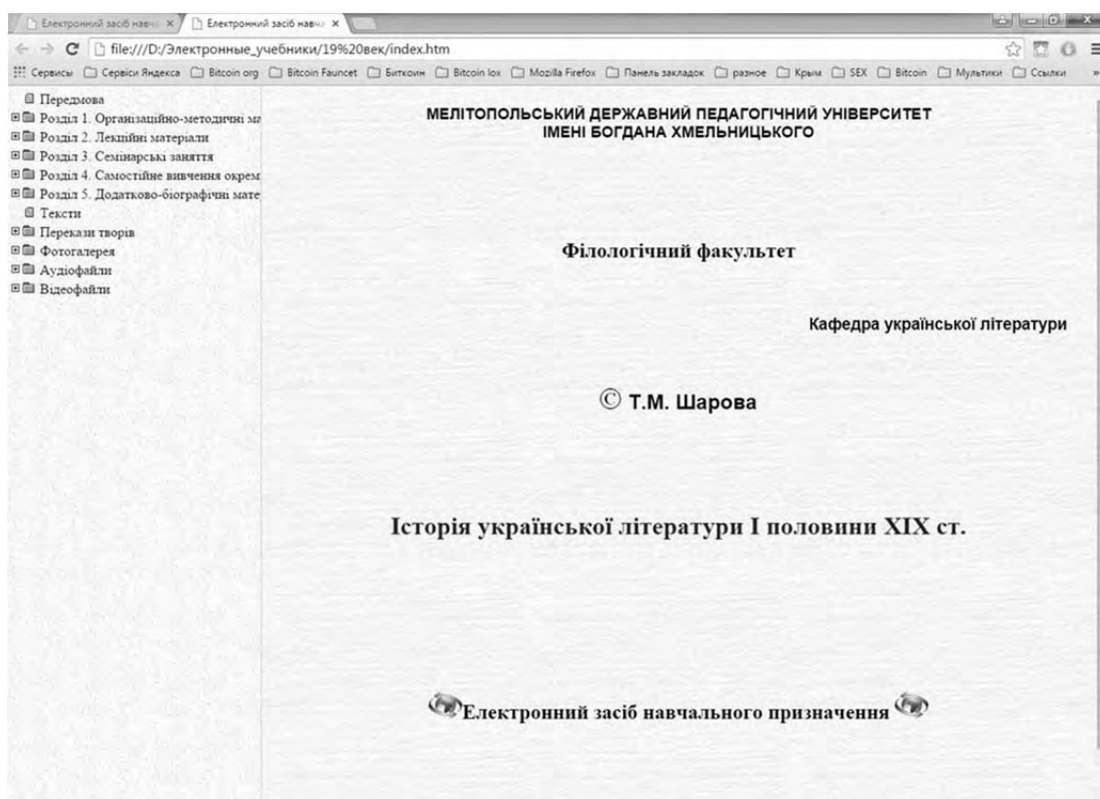 Електронний засіб навч
Електронний засіб навч
file:///D:/Электронные_учебники/19%20век/index.htm
Сервисы Сервіси Яндекса Bitcoin org Bitcoin Fauncet Биткоин Bitcoin lox Mozilla Firefox Панель закладок разное Крым SEX Bitcoin Мультики Ссылки »
Передмова
Розділ 1. Організаційно-методичні ма
Розділ 2. Лекційні матеріали
Розділ 3. Семінарські заняття
Розділ 4. Самостійне вивчення окрем
Розділ 5. Додатково-біографічні мате
Тексти
Перекази творів
Фотогалерея
Аудіофайли
Відеофайли
МЕЛІТОПОЛЬСЬКИЙ ДЕРЖАВНИЙ ПЕДАГОГІЧНИЙ УНІВЕРСИТЕТ
ІМЕНІ БОГДАНА ХМЕЛЬНИЦЬКОГО
Філологічний факультет
Кафедра української літератури
© Т.М. Шарова
Історія української літератури І половини ХІХ ст.
Електронний засіб навчального призначення